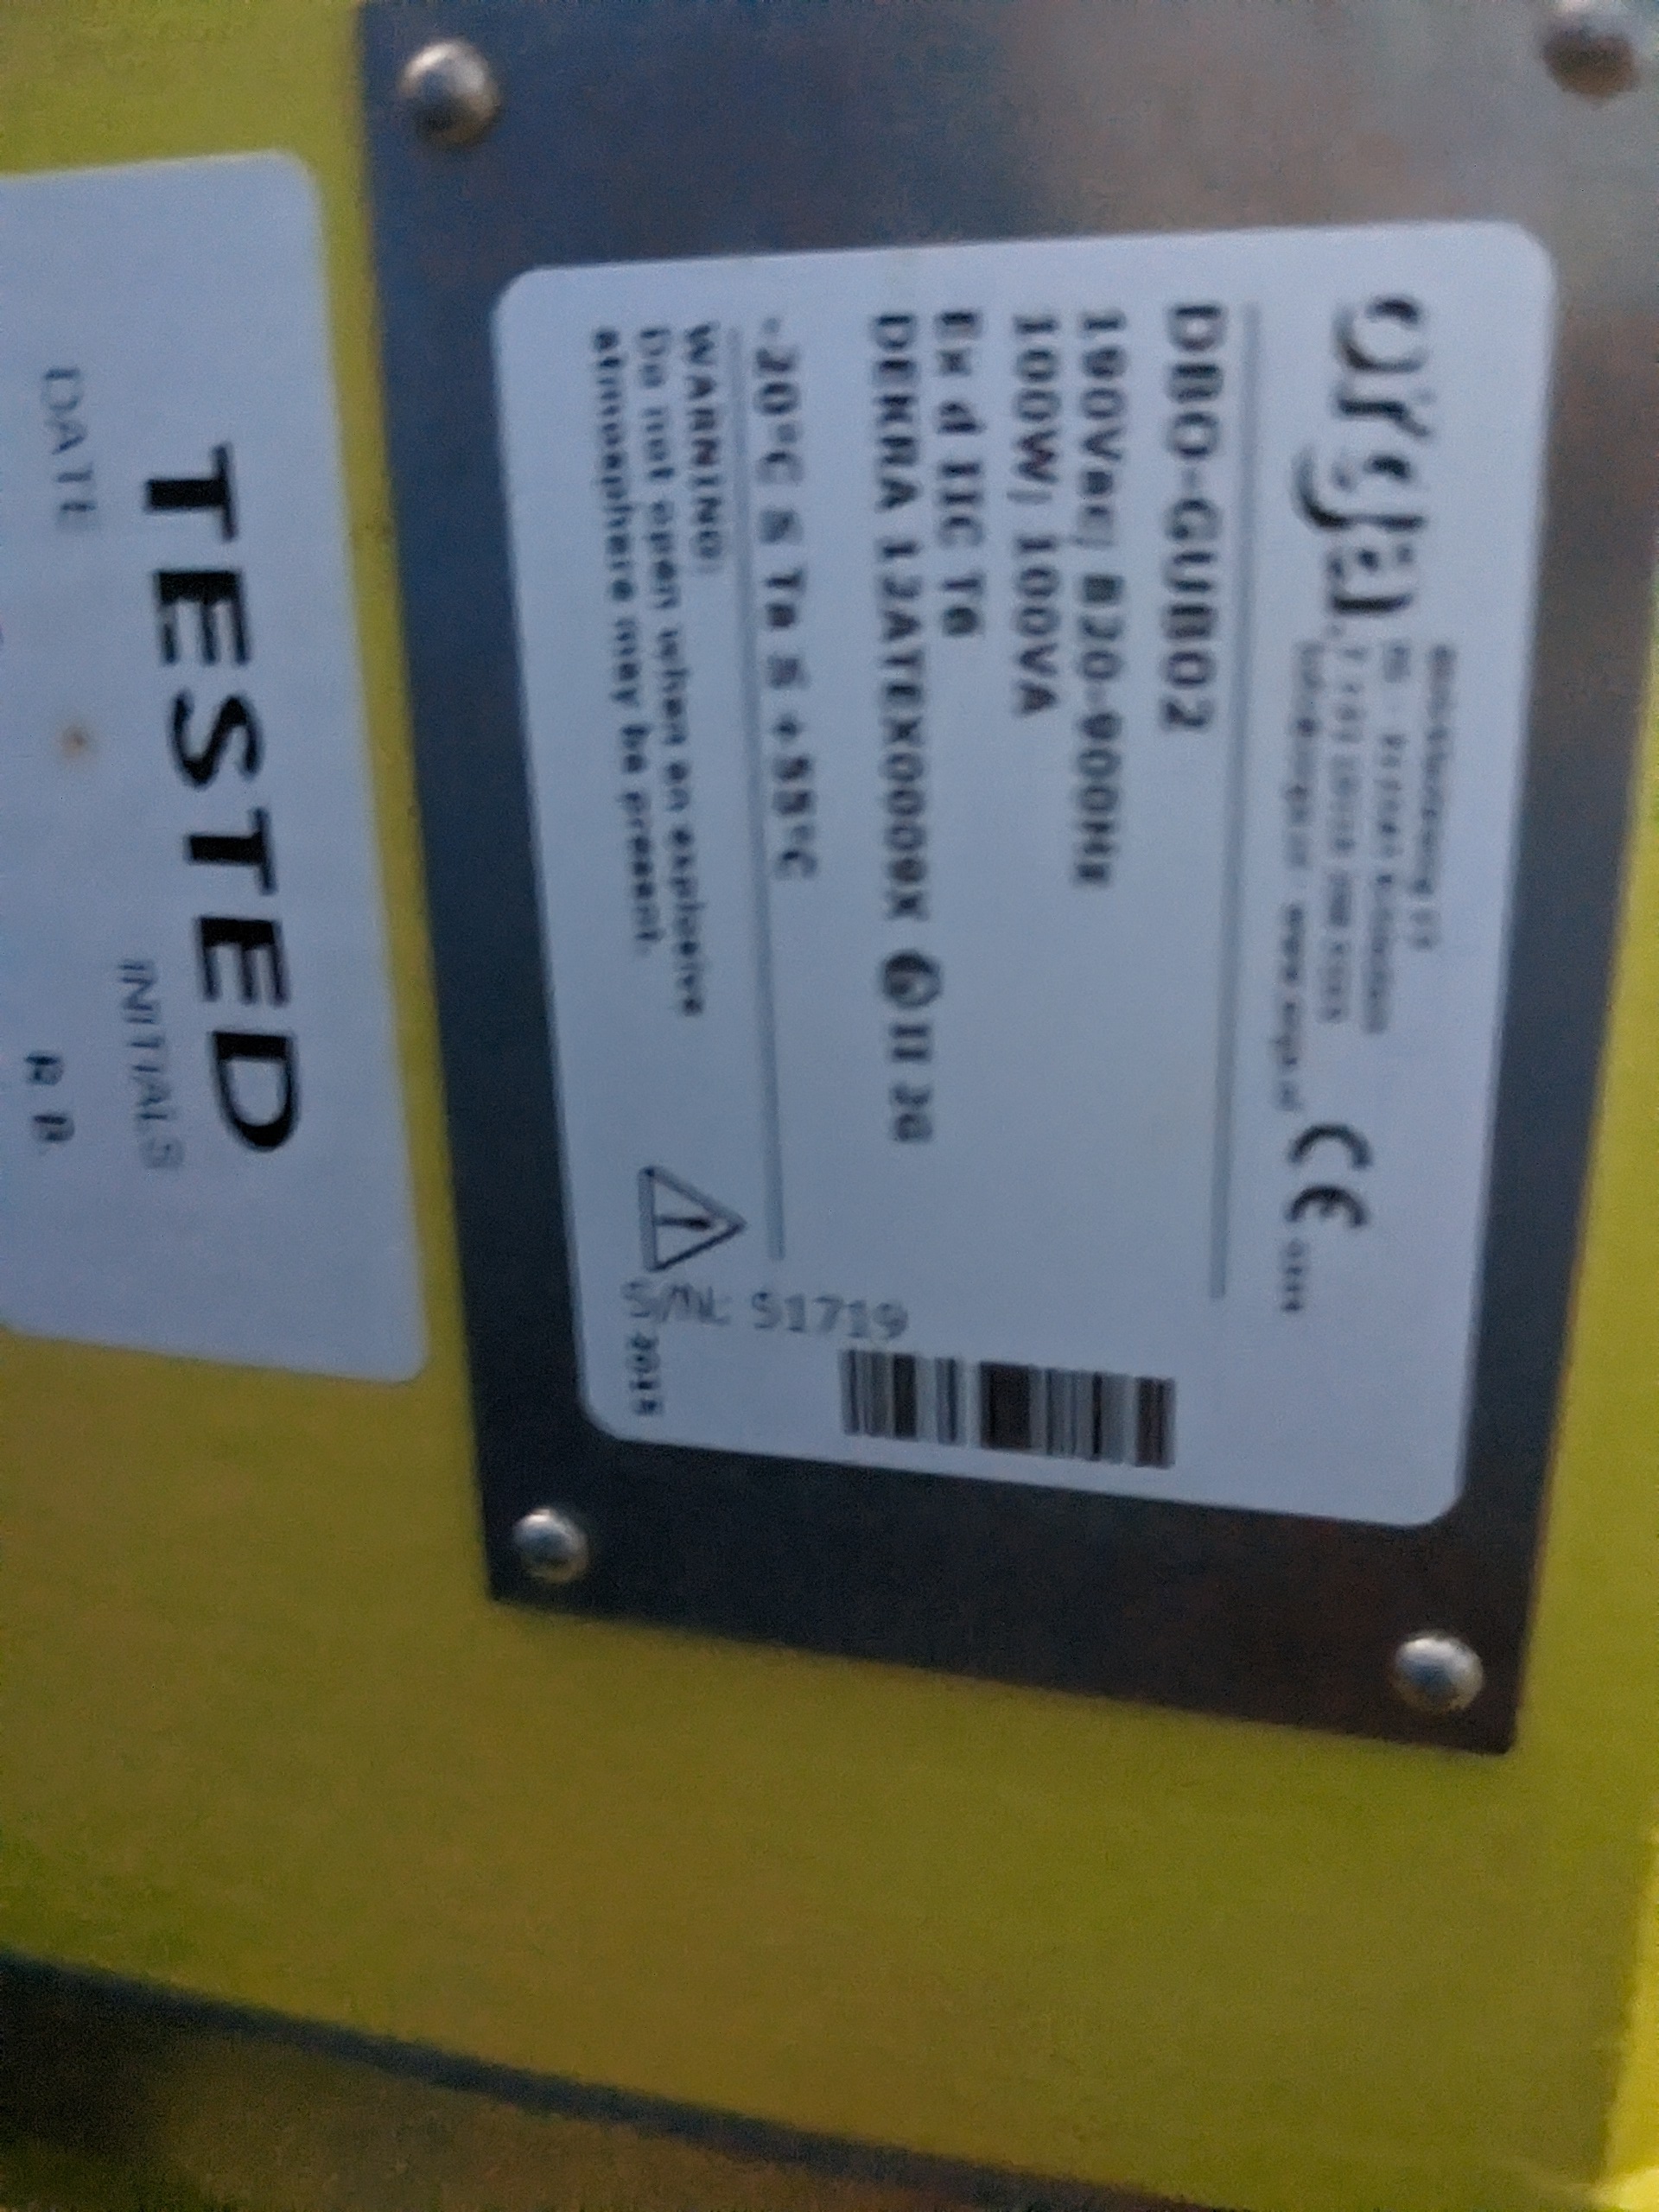 Orga
CE
DBO-GUB02
190Vac; 820-900Hz
100W; 100VA
Ex d IIC T6
DEKRA 12ATEX0009X II 2G
-20°C ≤ Ta ≤ +55°C
WARNING:
Do not open when an explosive
atmosphere may be present.
S/N: S1719
TESTED
DATE
INITIALS